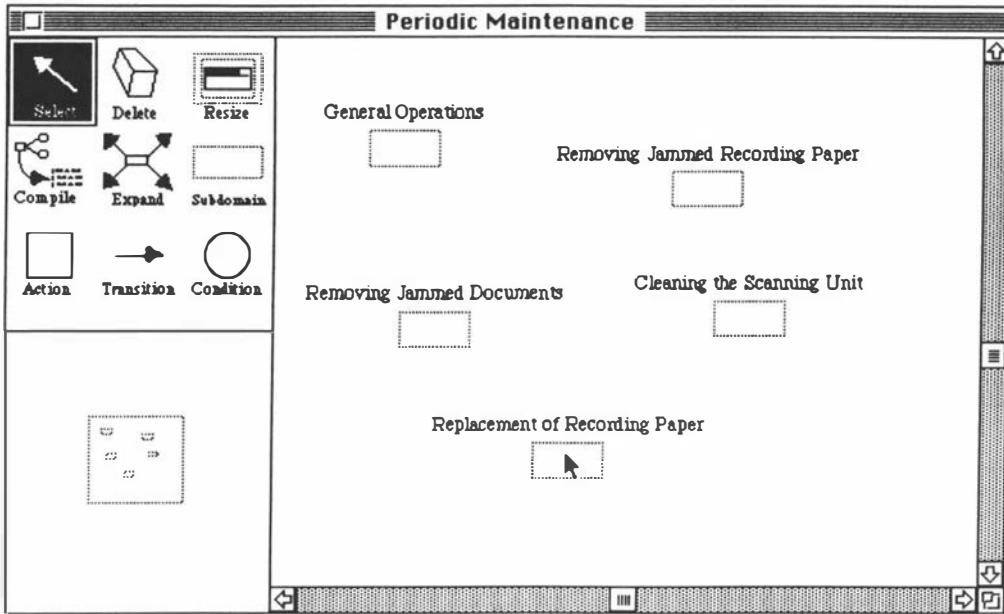 Periodic Maintenance
Select
Delete
Resize
Compile
Expand
Subdomain
Action
Transition
Condition
General Operations
Removing Jammed Recording Paper
Removing Jammed Documents
Cleaning the Scanning Unit
Replacement of Recording Paper